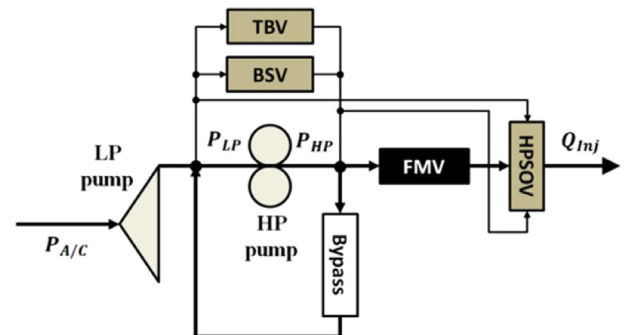 TBV
BSV
P_LP
P_HP
LP
pump
FMV
HPSOV
Q_Inj
HP
pump
P_A/C
Bypass